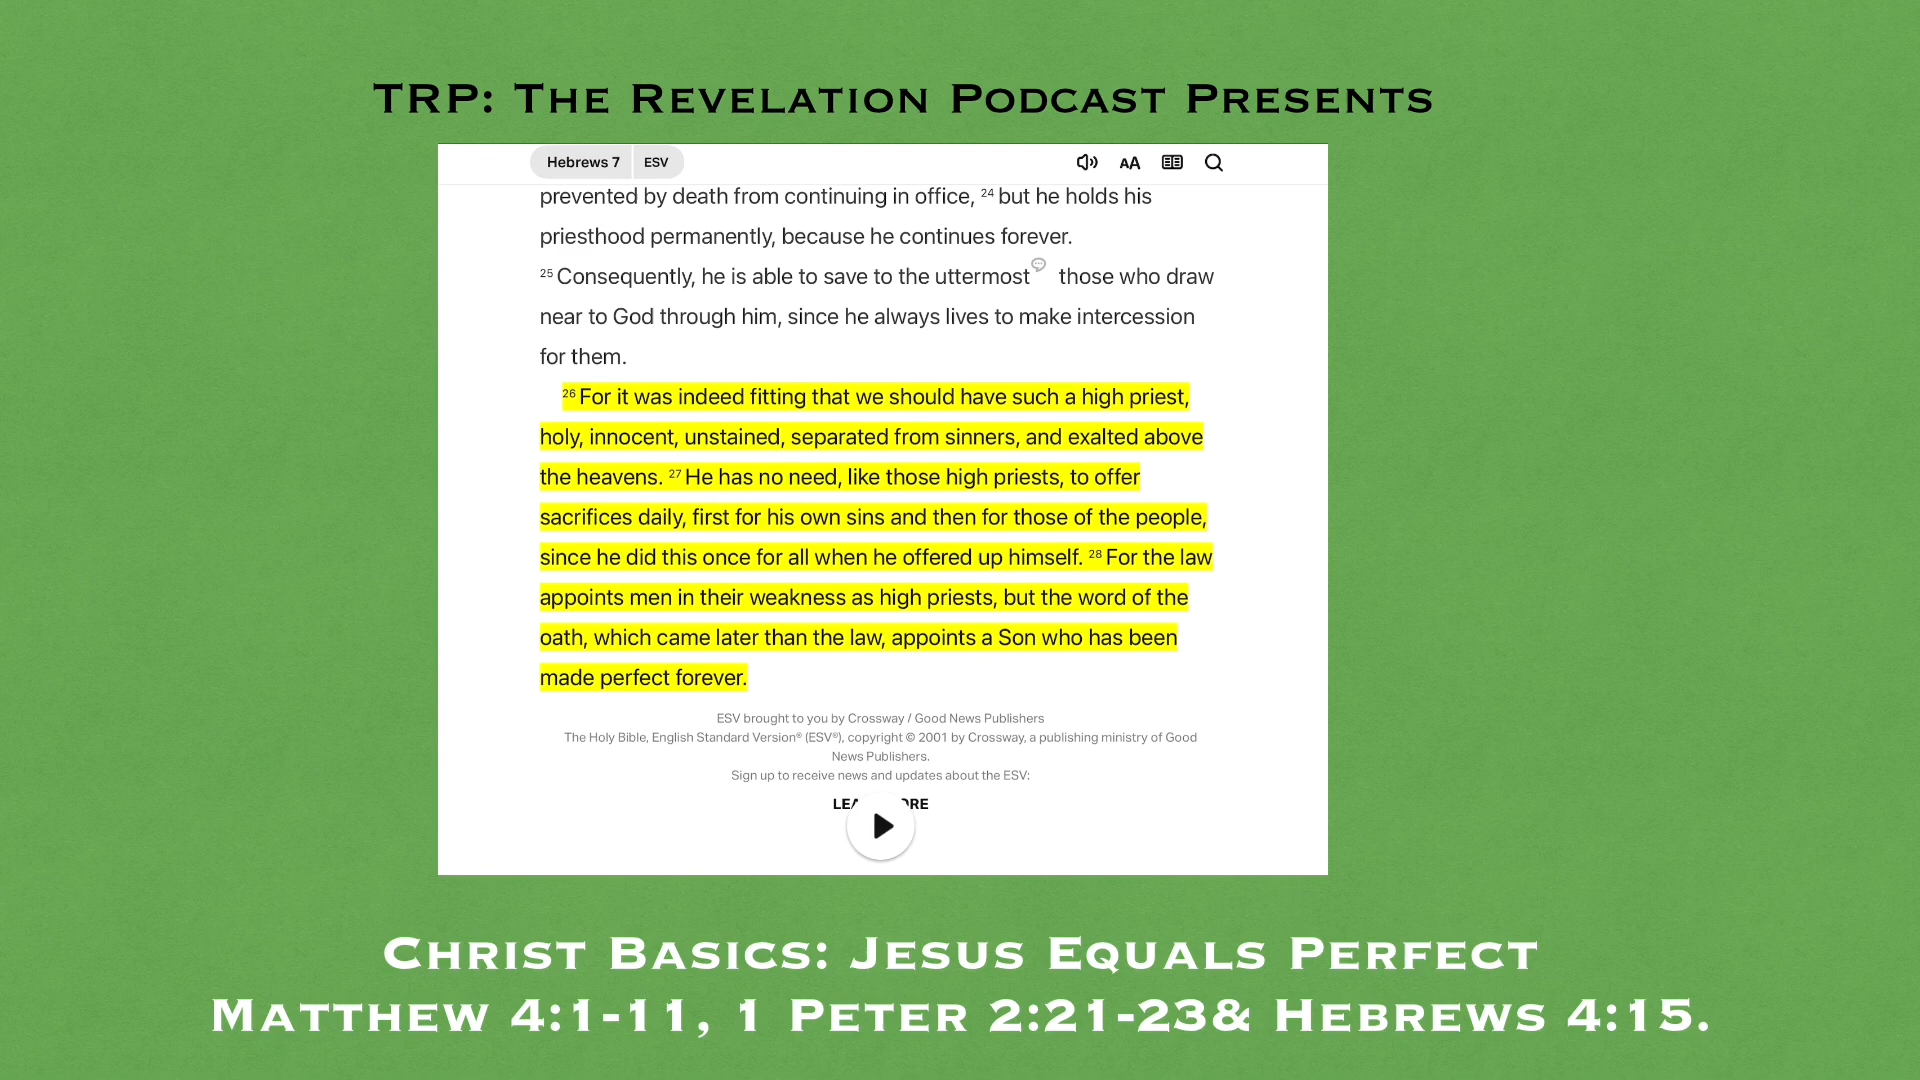 TRP: The Revelation Podcast Presents
Hebrews 7 ESV AA
prevented by death from continuing in office, 24 but he holds his
priesthood permanently, because he continues forever.
25 Consequently, he is able to save to the uttermost those who draw
near to God through him, since he always lives to make intercession
for them.
26 For it was indeed fitting that we should have such a high priest,
holy, innocent, unstained, separated from sinners, and exalted above
the heavens. 27 He has no need, like those high priests, to offer
sacrifices daily, first for his own sins and then for those of the people,
since he did this once for all when he offered up himself. 28 For the law
appoints men in their weakness as high priests, but the word of the
oath, which came later than the law, appoints a Son who has been
made perfect forever.
ESV brought to you by Crossway / Good News Publishers
The Holy Bible, English Standard Version® (ESV®), copyright © 2001 by Crossway, a publishing ministry of Good
News Publishers.
Sign up to receive news and updates about the ESV:
Christ Basics: Jesus Equals Perfect
Matthew 4:1-11, 1 Peter 2:21-23& Hebrews 4:15.